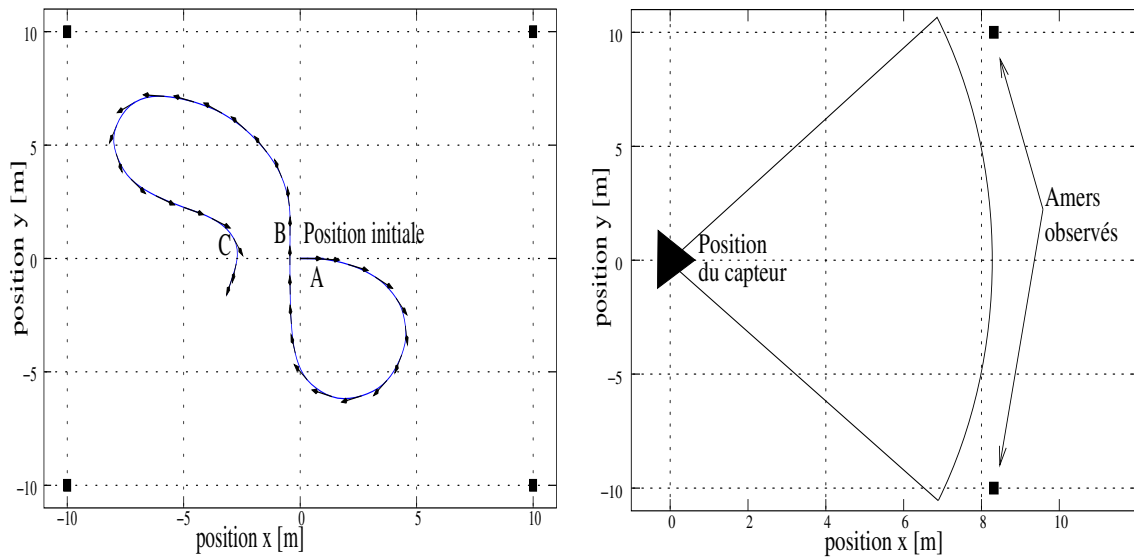 10
5
0
−5
−10
−10
−5
0
5
10
position x [m]
position y [m]
A
B
C
Position initiale
10
5
0
−5
−10
0
2
4
6
8
10
position x [m]
position y [m]
Position
du capteur
Amers
observés